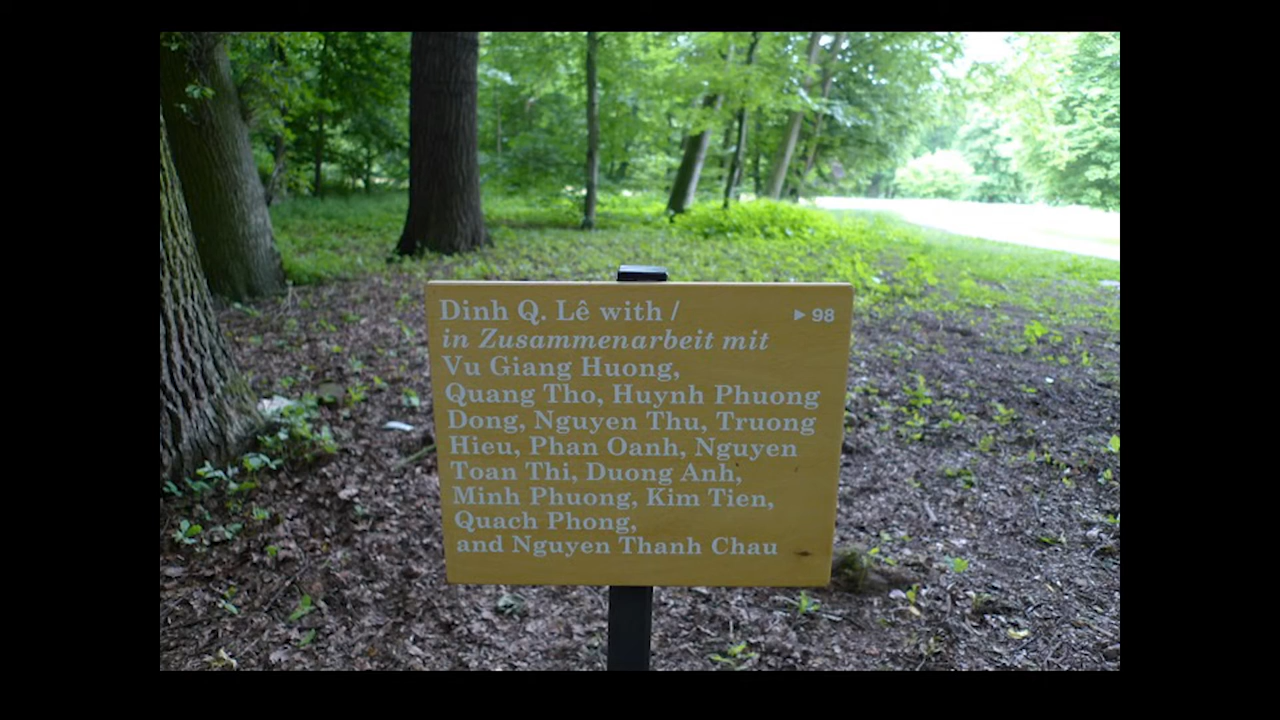 Dinh Q. Lê with /
▶ 98
in Zusammenarbeit mit
Vu Giang Huong,
Quang Tho, Huynh Phuong
Dong, Nguyen Thu, Truong
Hieu, Phan Oanh, Nguyen
Toan Thi, Duong Anh,
Minh Phuong, Kim Tien,
Quach Phong,
and Nguyen Thanh Chau